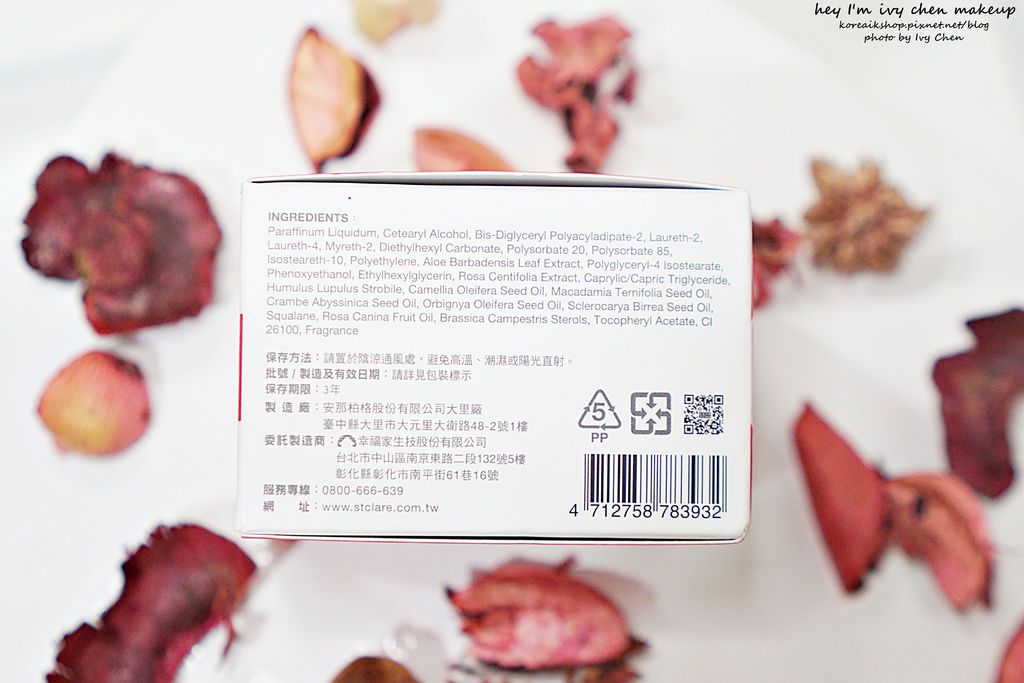 hey I'm ivy chen makeup
koreaikshop.pixnet.net/blog
photo by Ivy Chen
INGREDIENTS：
Paraffinum Liquidum, Cetearyl Alcohol, Bis-Diglyceryl Polyacyladipate-2, Laureth-2,
Laureth-4, Myreth-2, Diethylhexyl Carbonate, Polysorbate 20, Polysorbate 85,
Isosteareth-10, Polyethylene, Aloe Barbadensis Leaf Extract, Polyglyceryl-4 Isostearate,
Phenoxyethanol, Ethylhexylglycerin, Rosa Centifolia Extract, Caprylic/Capric Triglyceride,
Humulus Lupulus Strobile, Camellia Oleifera Seed Oil, Macadamia Ternifolia Seed Oil,
Crambe Abyssinica Seed Oil, Orbignya Oleifera Seed Oil, Sclerocarya Birrea Seed Oil,
Squalane, Rosa Canina Fruit Oil, Brassica Campestris Sterols, Tocopheryl Acetate, CI
26100, Fragrance
保存方法：請置於陰涼通風處，避免高溫、潮濕或陽光直射。
批號/製造及有效日期：請詳見包裝標示
保存期限：3年
製造廠：安那柏格股份有限公司大里廠
臺中縣大里市大元里大衛路48-2號1樓
委託製造商：幸福家生技股份有限公司
台北市中山區南京東路二段132號5樓
彰化縣彰化市南平街61巷16號
服務專線：0800-666-639
網　　址：www.stclare.com.tw
5
PP
4 712758 783932